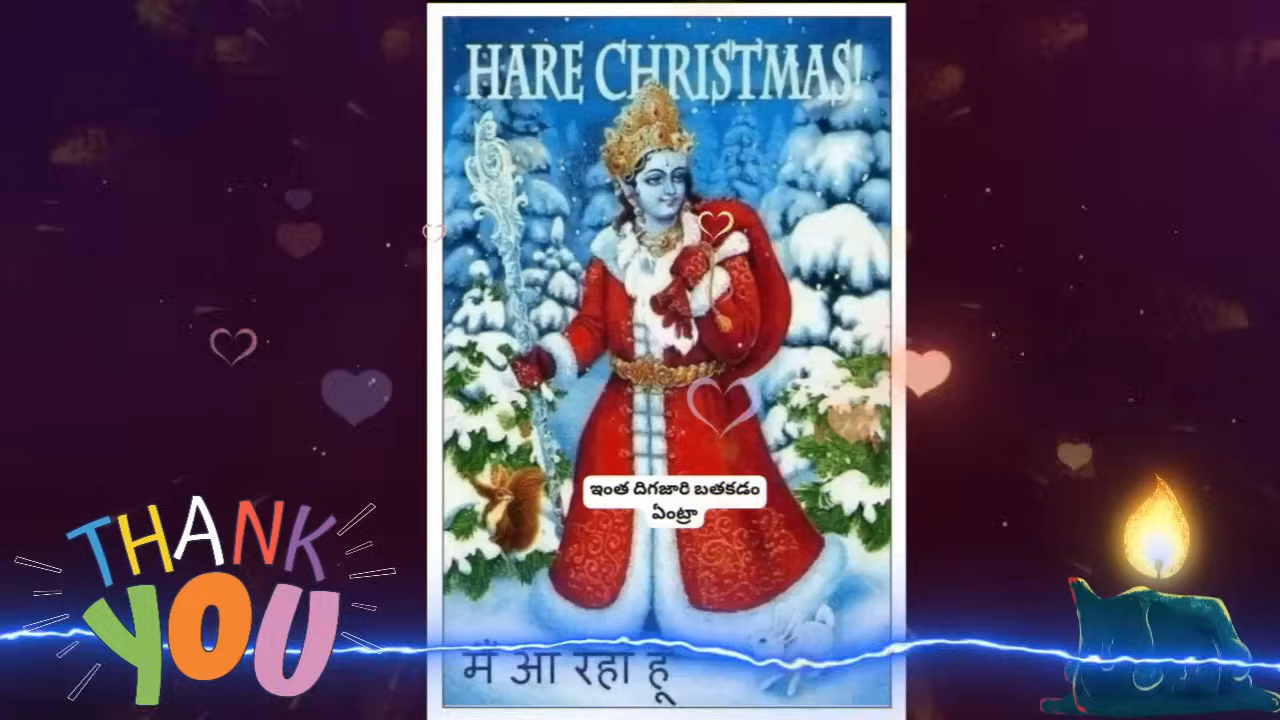 HARE CHRISTMAS!
ఇంత దిగజారి బతకడం
ఏంట్రా
THANK
YOU
मैं आ रहा हूं